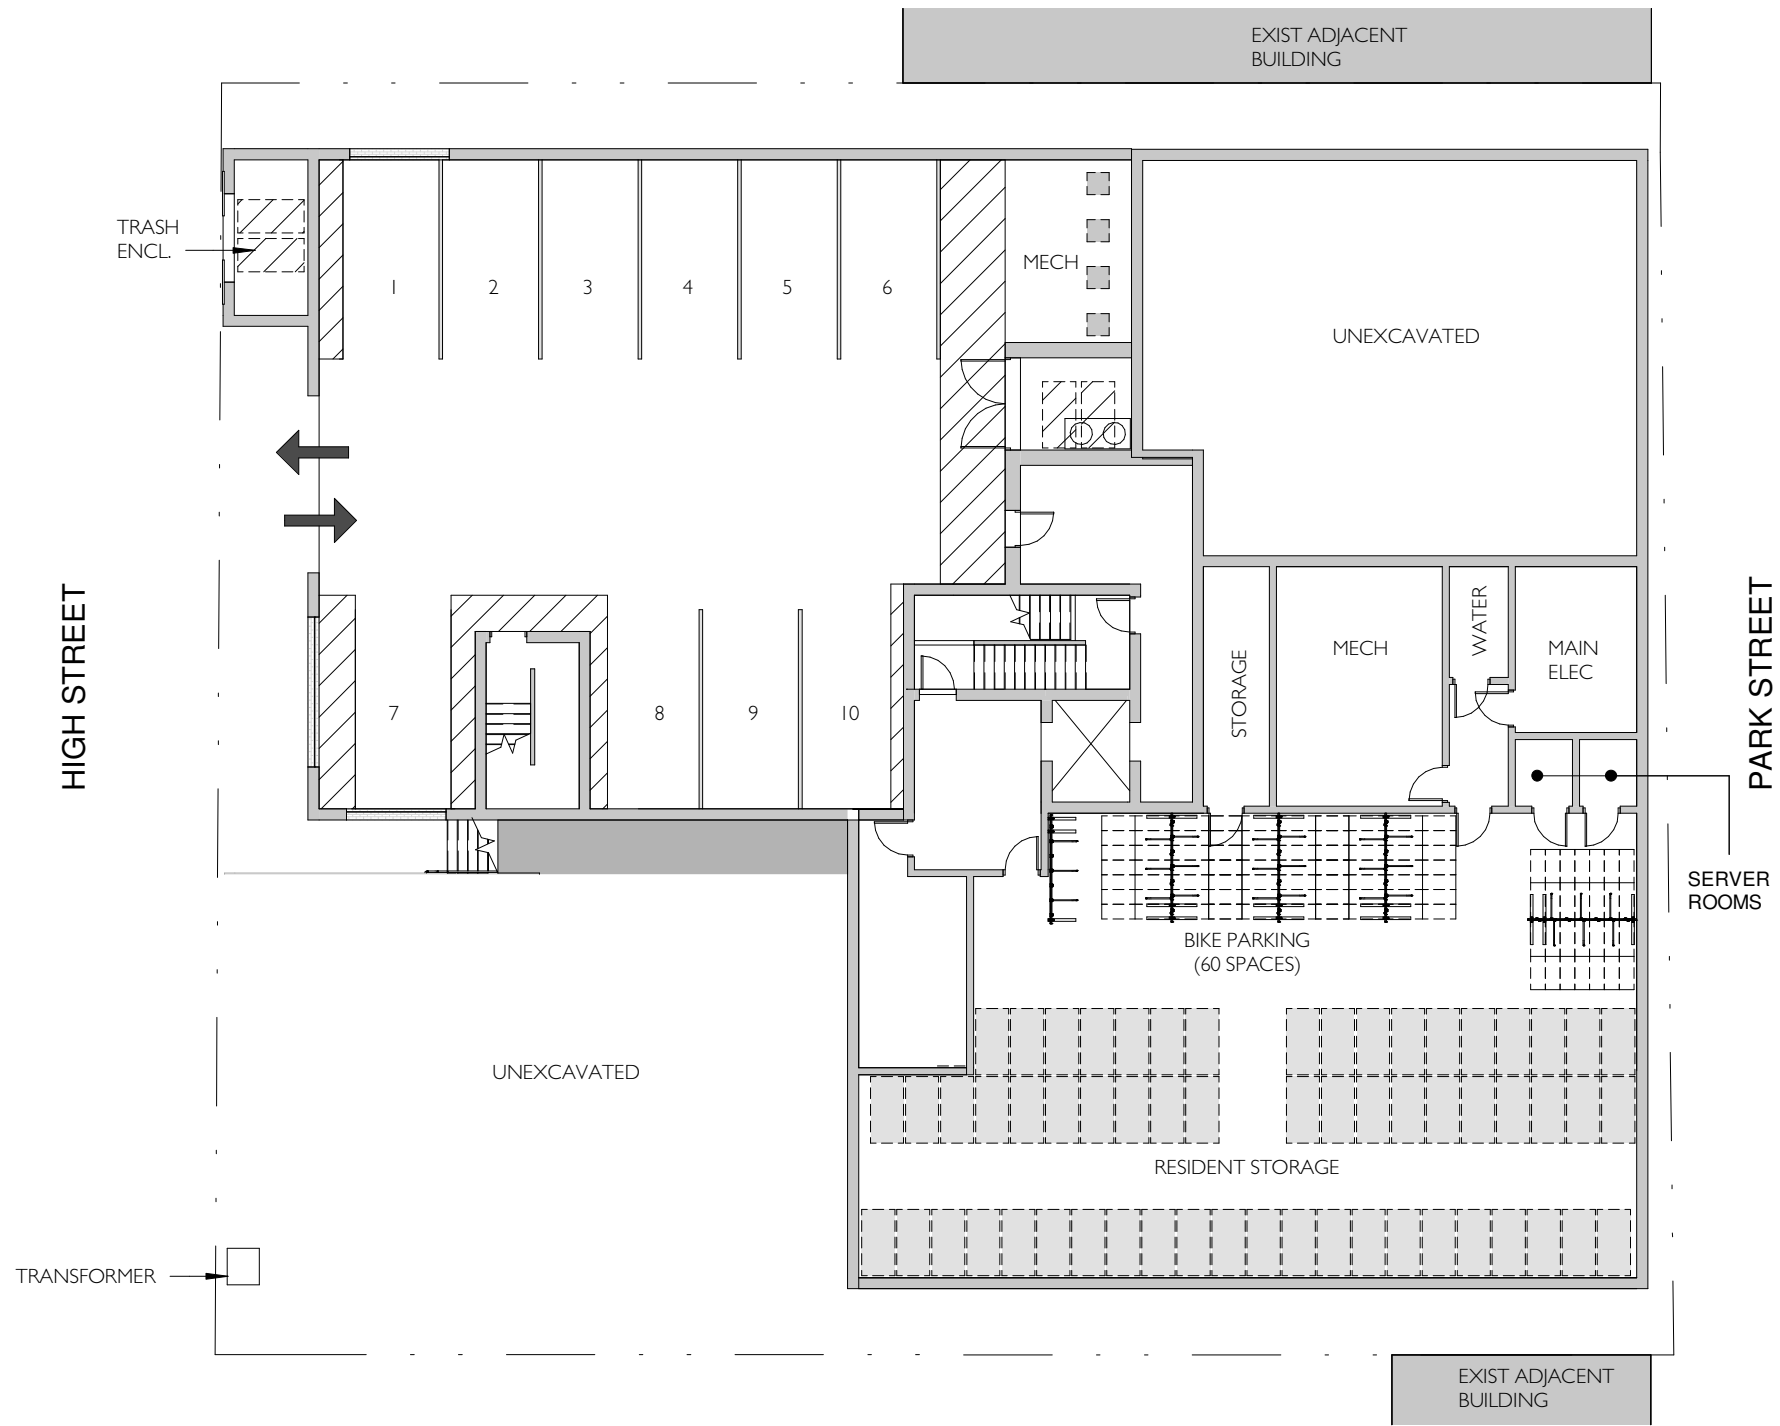 EXIST ADJACENT
BUILDING
TRASH
ENCL.
1
2
3
4
5
6
MECH
UNEXCAVATED
HIGH STREET
PARK STREET
7
8
9
10
STORAGE
MECH
WATER
MAIN
ELEC
SERVER
ROOMS
BIKE PARKING
(60 SPACES)
UNEXCAVATED
RESIDENT STORAGE
TRANSFORMER
EXIST ADJACENT
BUILDING